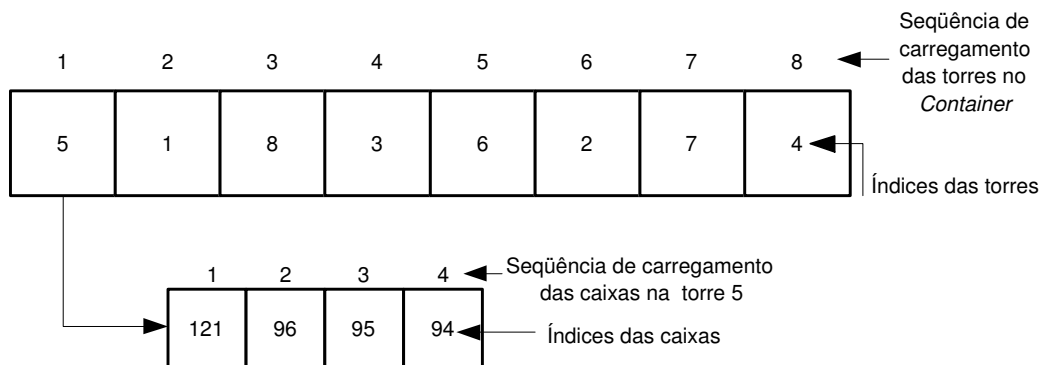 Seqüência de
carregamento
das torres no
Container
1 2 3 4 5 6 7 8
5 1 8 3 6 2 7 4
Índices das torres
1 2 3 4
Seqüência de carregamento
das caixas na torre 5
121 96 95 94
Índices das caixas